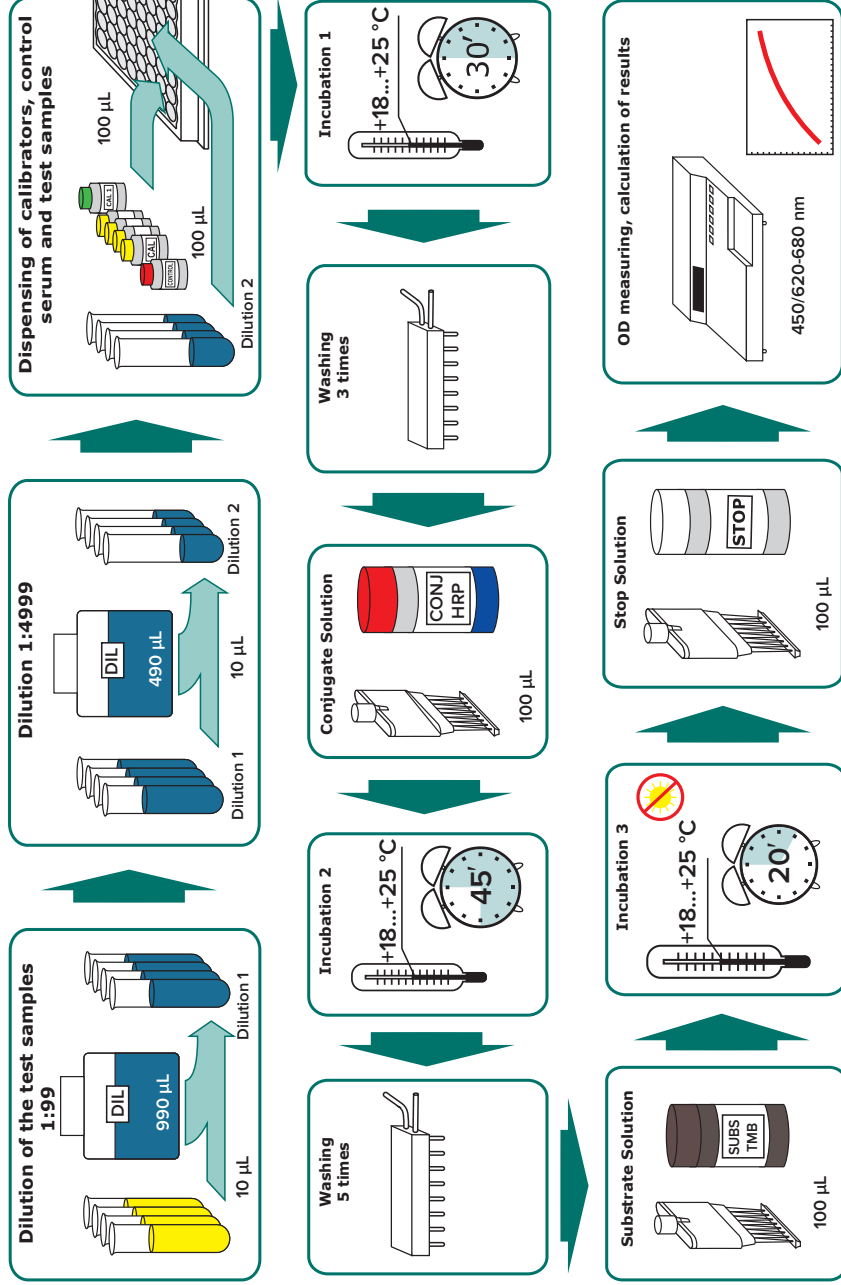 Dilution of the test samples
1:99
DIL
990 µL
10 µL
Dilution 1
Dilution 1:4999
DIL
490 µL
10 µL
Dilution 1
Dilution 2
Dispensing of calibrators, control
serum and test samples
100 µL
CAL 1
CAL
CONTROL
100 µL
Dilution 2
Incubation 1
+18...+25 °C
30′
Washing
3 times
Conjugate Solution
CONJ
HRP
100 µL
Incubation 2
+18...+25 °C
45′
Washing
5 times
Substrate Solution
SUBS
TMB
100 µL
Incubation 3
+18...+25 °C
20′
Stop Solution
STOP
100 µL
OD measuring, calculation of results
450/620-680 nm